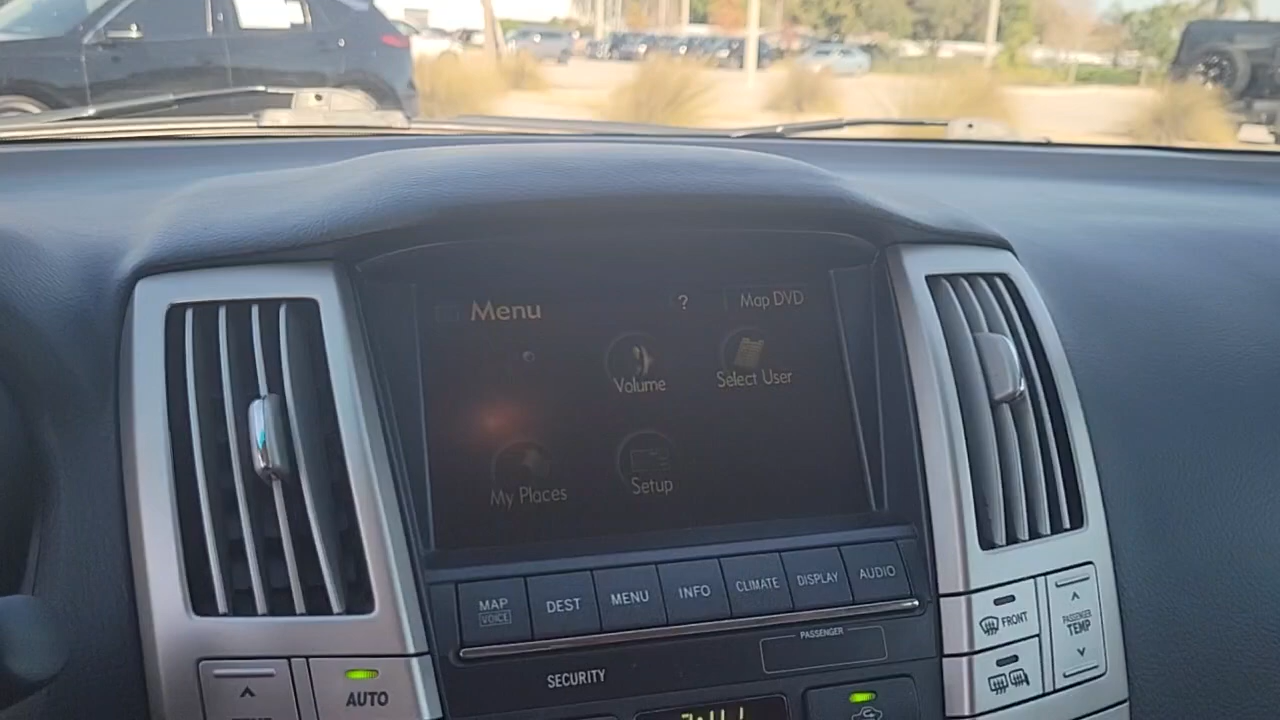 Menu ? Map DVD
Volume Select User
My Places Setup
MAP VOICE DEST MENU INFO CLIMATE DISPLAY AUDIO
PASSENGER
FRONT
PASSENGER TEMP
SECURITY
AUTO